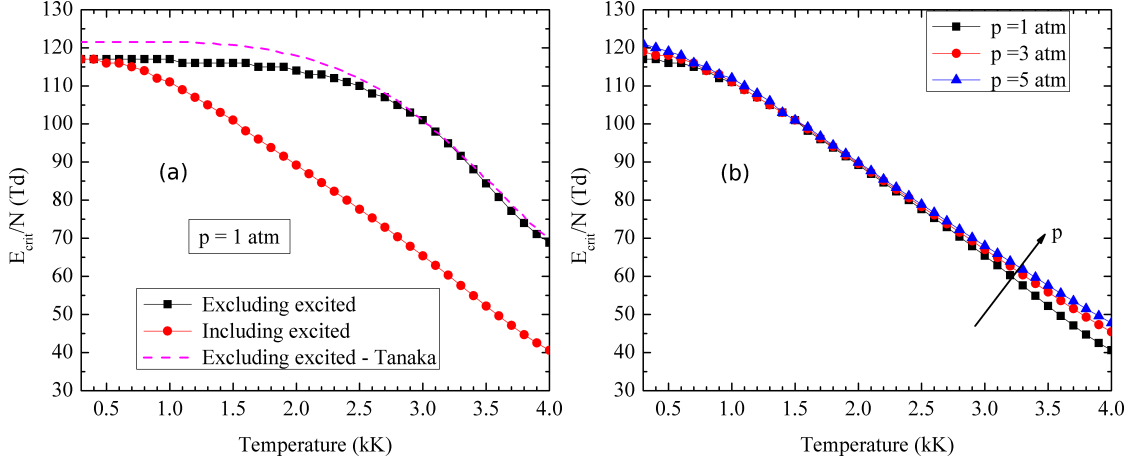 130
120
110
100
90
80
70
60
50
40
30
E_crit/N (Td)
(a)
p = 1 atm
Excluding excited
Including excited
Excluding excited - Tanaka
0.5 1.0 1.5 2.0 2.5 3.0 3.5 4.0
Temperature (kK)
130
120
110
100
90
80
70
60
50
40
30
E_crit/N (Td)
p =1 atm
p =3 atm
p =5 atm
(b)
p
0.5 1.0 1.5 2.0 2.5 3.0 3.5 4.0
Temperature (kK)